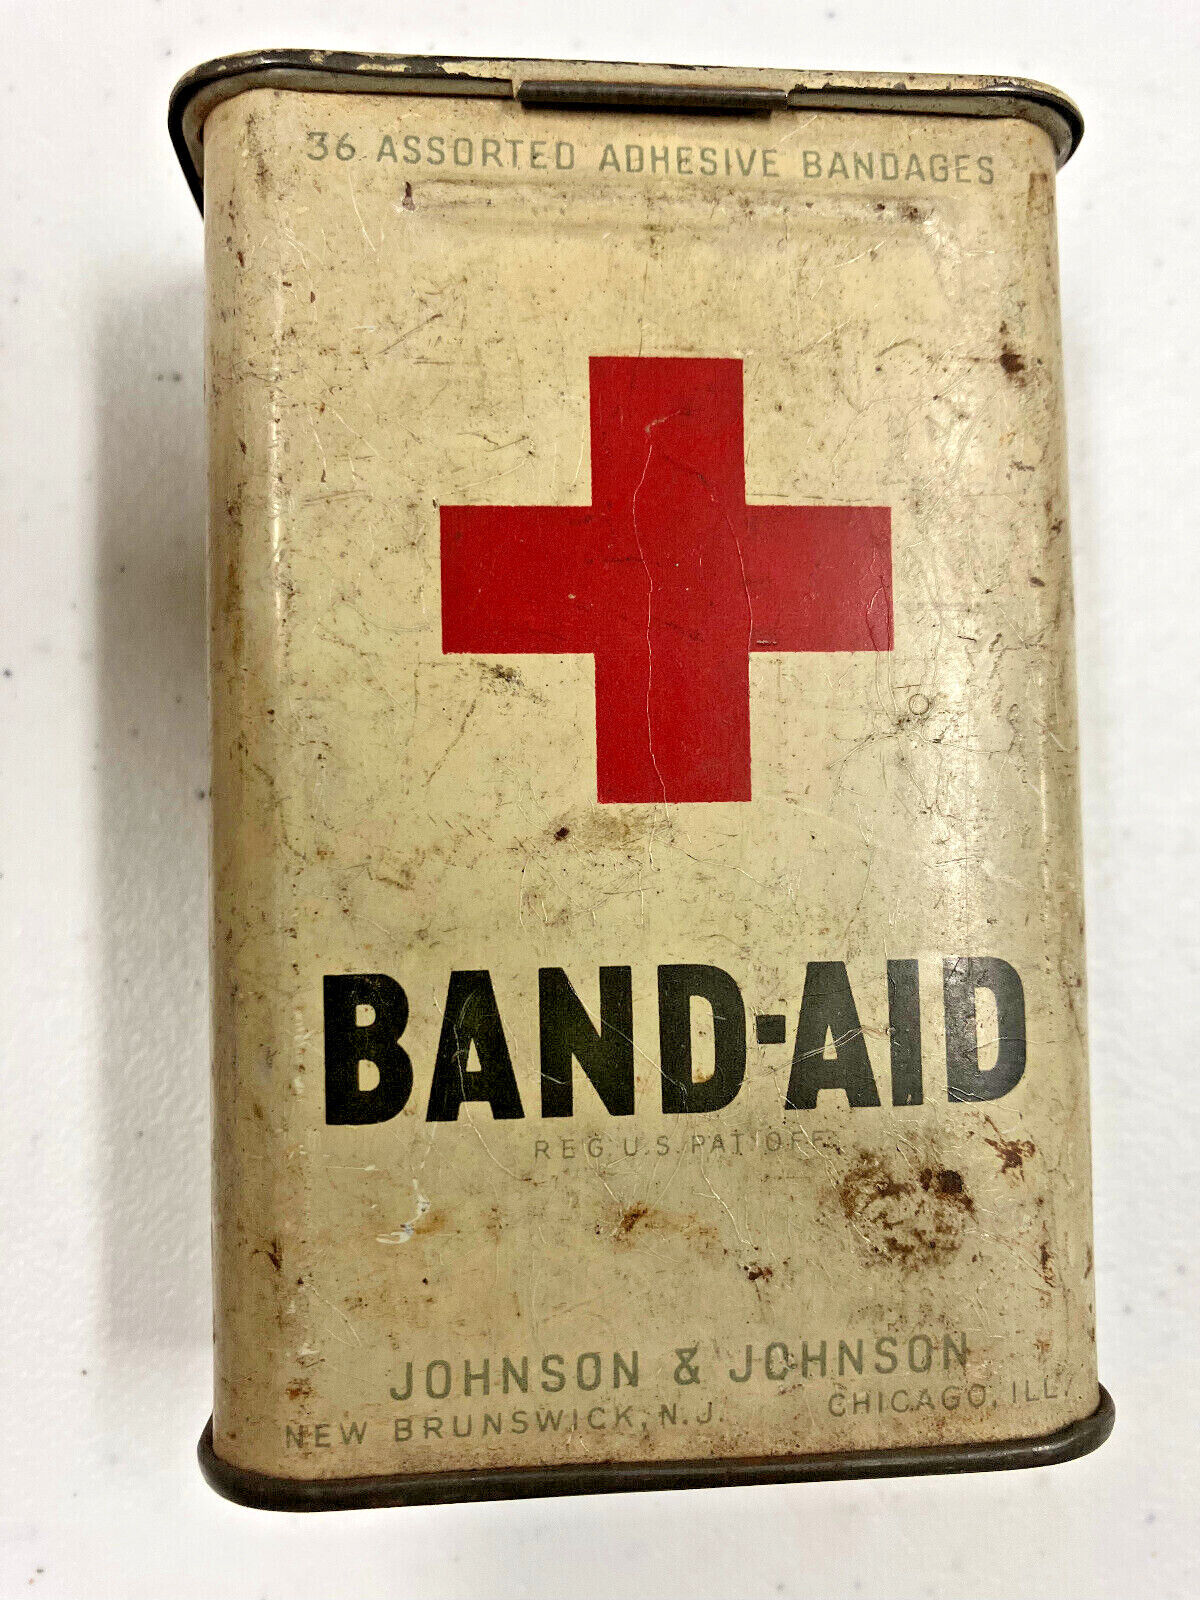 36 ASSORTED ADHESIVE BANDAGES
BAND-AID
REG. U.S. PAT. OFF.
JOHNSON & JOHNSON
NEW BRUNSWICK, N.J. CHICAGO, ILL.